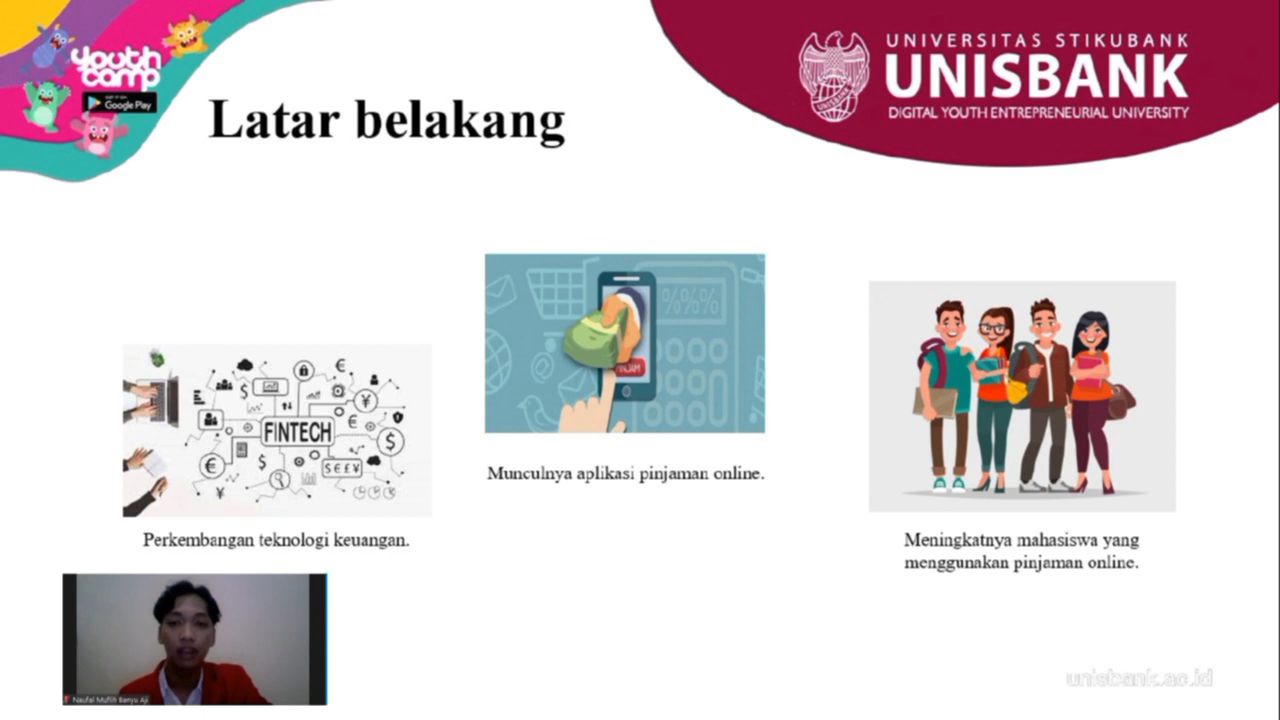 youth
camp
Google Play
UNIVERSITAS STIKUBANK
UNISBANK
DIGITAL YOUTH ENTREPRENEURIAL UNIVERSITY
Latar belakang
FINTECH
%%%
Munculnya aplikasi pinjaman online.
Perkembangan teknologi keuangan.
Meningkatnya mahasiswa yang
menggunakan pinjaman online.
Naufal Muflih Banyu Aji
unisbank.ac.id